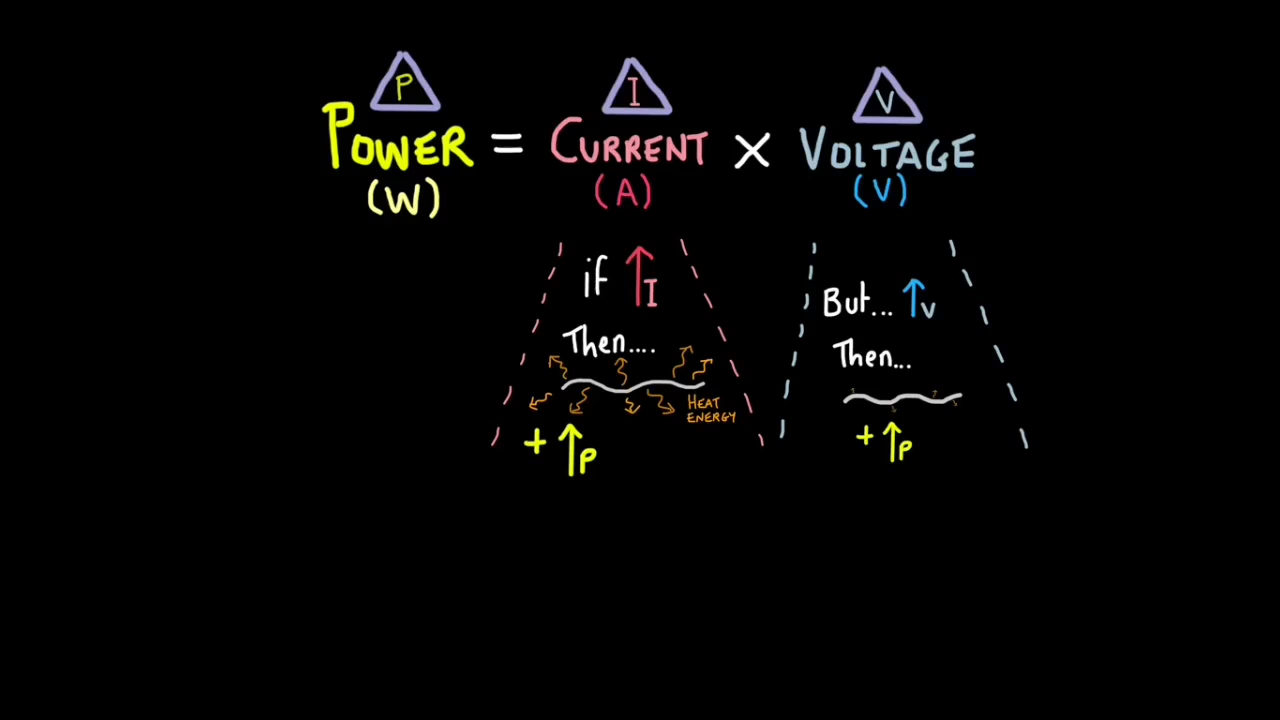 P I V
POWER = CURRENT × VOLTAGE
(W) (A) (V)
if ↑I
Then....
HEAT
ENERGY
+ ↑P
But... ↑V
Then...
+ ↑P